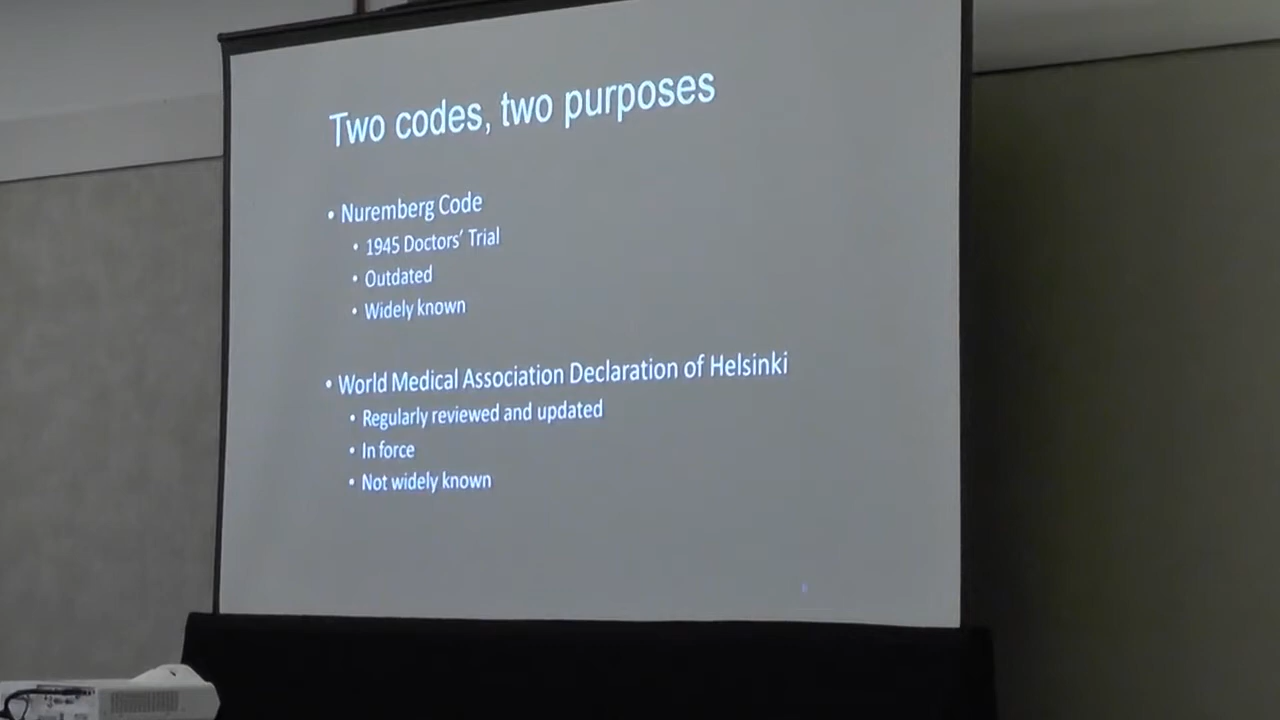 Two codes, two purposes
• Nuremberg Code
• 1945 Doctors' Trial
• Outdated
• Widely known
• World Medical Association Declaration of Helsinki
• Regularly reviewed and updated
• In force
• Not widely known